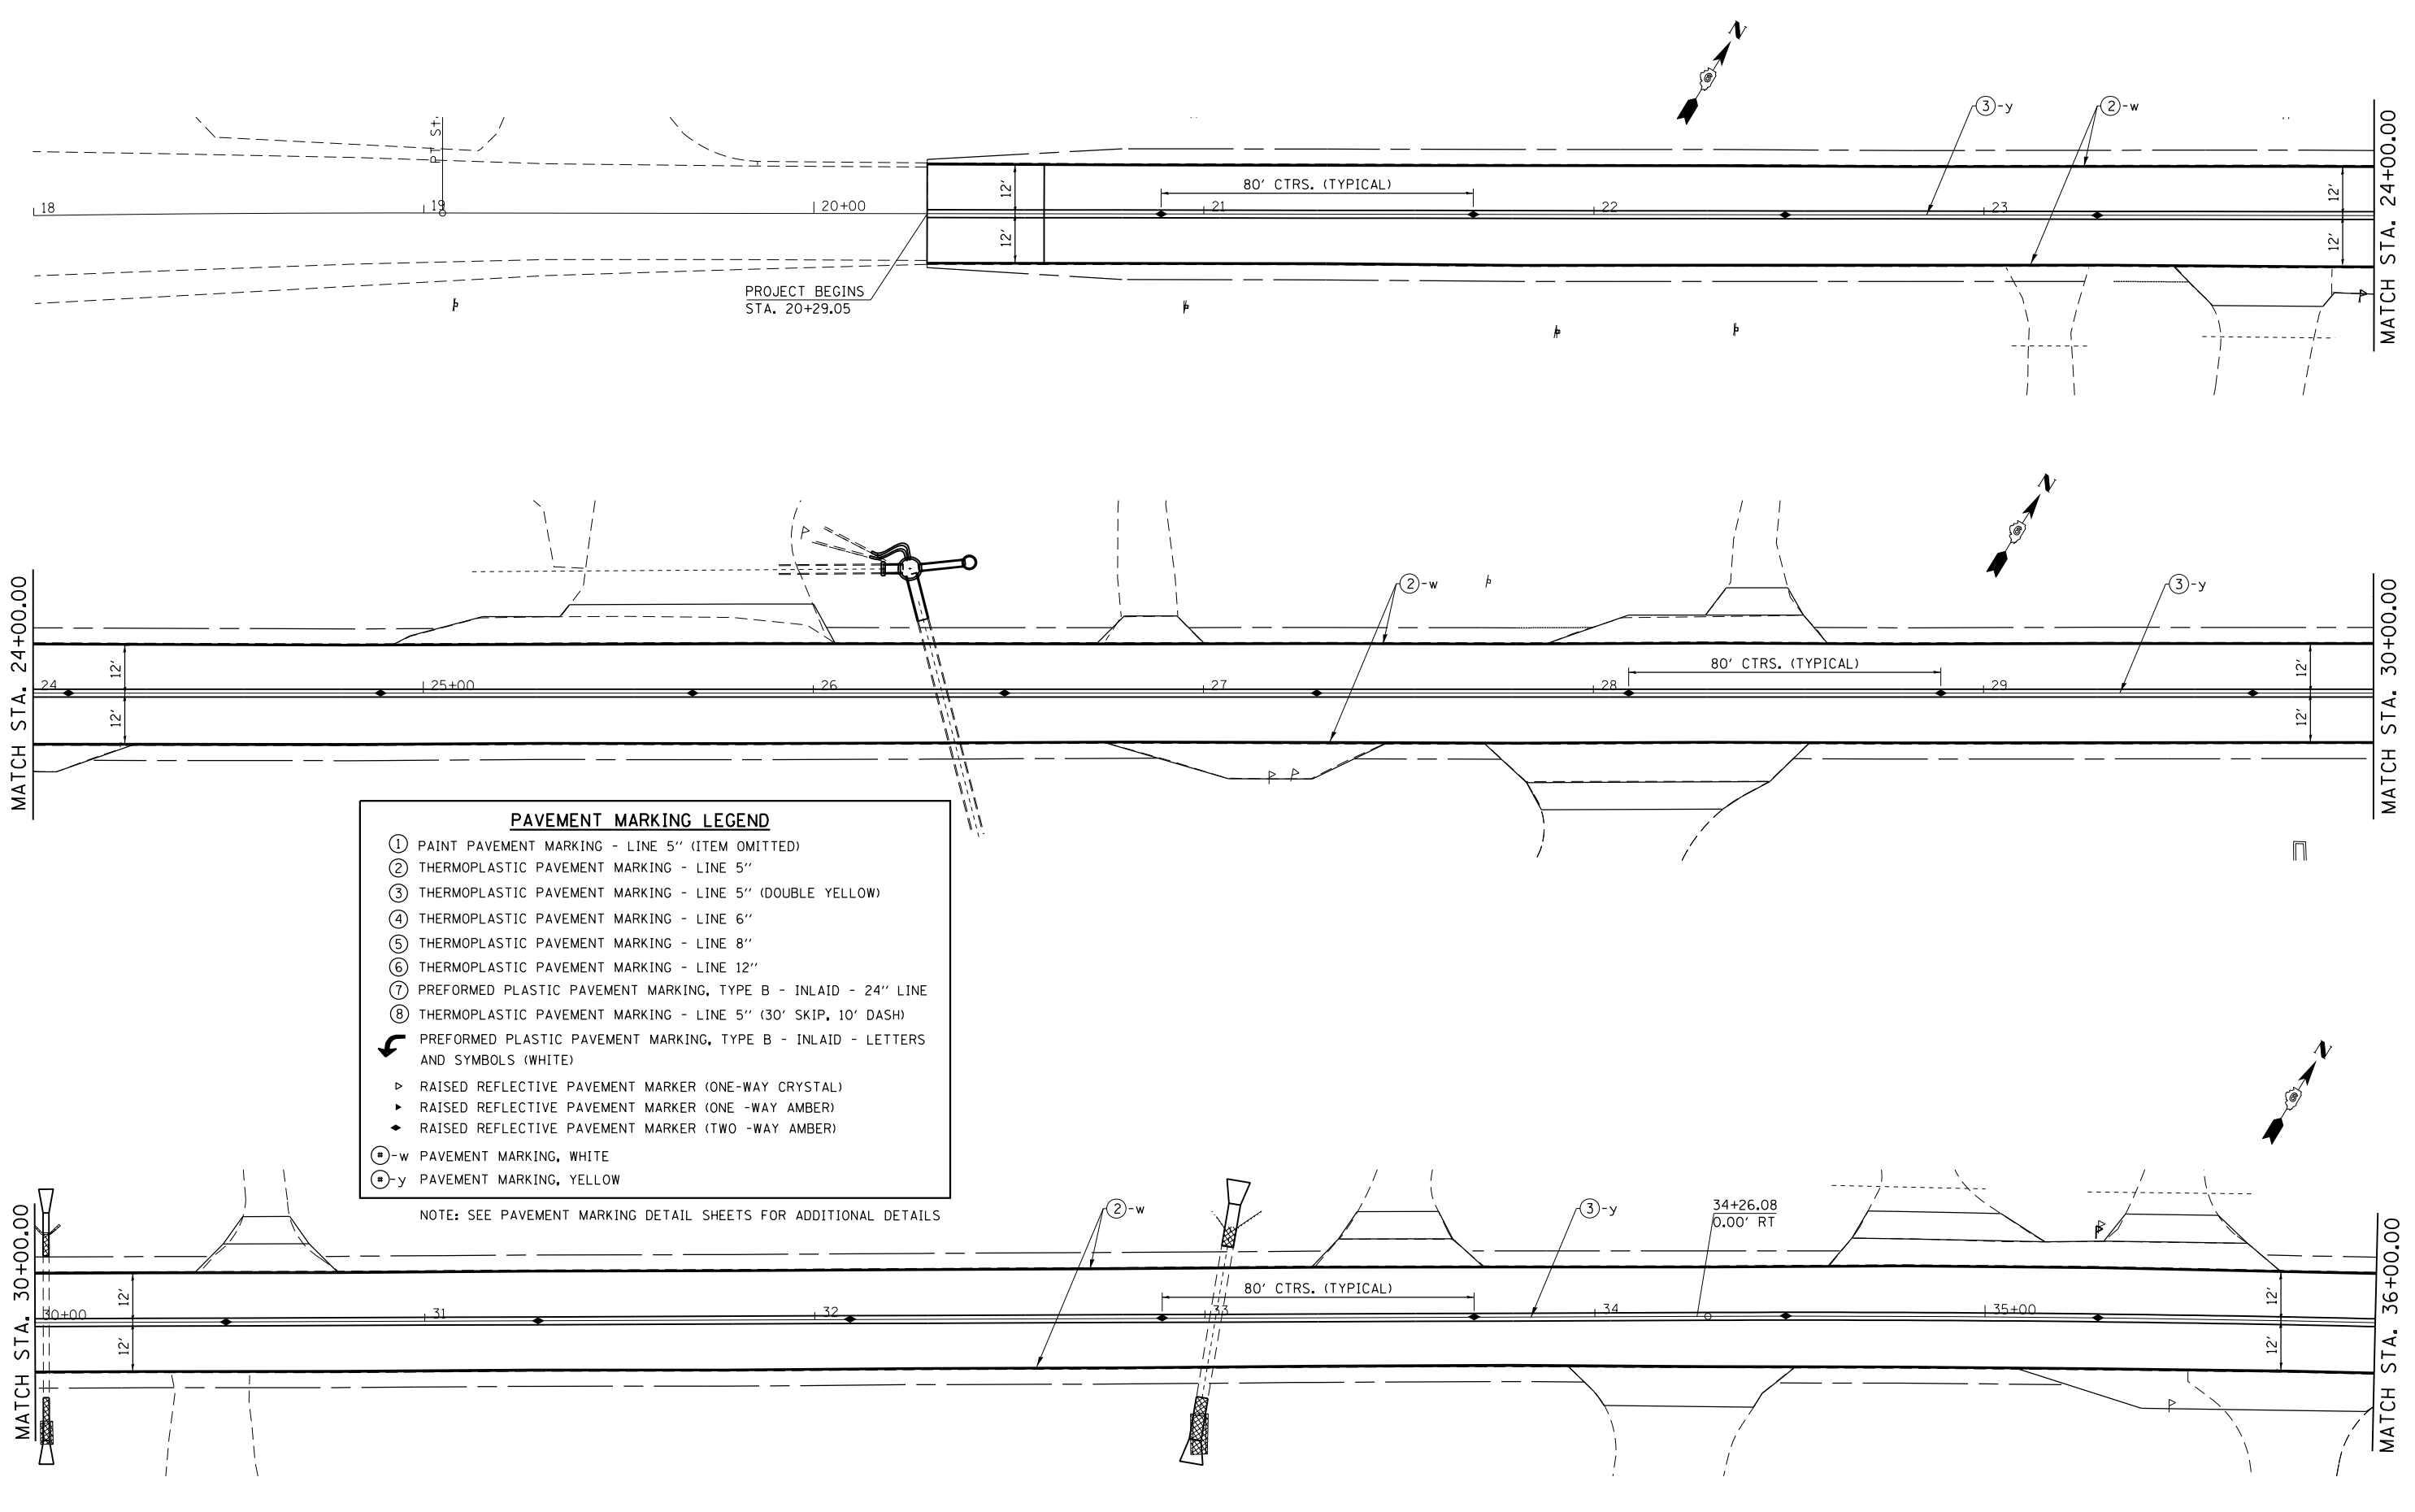 N
③-y
②-w
PT St
12'
80' CTRS. (TYPICAL)
12'
18
19
20+00
21
22
23
12'
12'
PROJECT BEGINS
STA. 20+29.05
MATCH STA. 24+00.00
N
②-w
③-y
MATCH STA. 24+00.00
12'
80' CTRS. (TYPICAL)
12'
24
25+00
26
27
28
29
12'
12'
MATCH STA. 30+00.00
PAVEMENT MARKING LEGEND
① PAINT PAVEMENT MARKING - LINE 5" (ITEM OMITTED)
② THERMOPLASTIC PAVEMENT MARKING - LINE 5"
③ THERMOPLASTIC PAVEMENT MARKING - LINE 5" (DOUBLE YELLOW)
④ THERMOPLASTIC PAVEMENT MARKING - LINE 6"
⑤ THERMOPLASTIC PAVEMENT MARKING - LINE 8"
⑥ THERMOPLASTIC PAVEMENT MARKING - LINE 12"
⑦ PREFORMED PLASTIC PAVEMENT MARKING, TYPE B - INLAID - 24" LINE
⑧ THERMOPLASTIC PAVEMENT MARKING - LINE 5" (30' SKIP, 10' DASH)
PREFORMED PLASTIC PAVEMENT MARKING, TYPE B - INLAID - LETTERS
AND SYMBOLS (WHITE)
RAISED REFLECTIVE PAVEMENT MARKER (ONE-WAY CRYSTAL)
RAISED REFLECTIVE PAVEMENT MARKER (ONE -WAY AMBER)
RAISED REFLECTIVE PAVEMENT MARKER (TWO -WAY AMBER)
#-w PAVEMENT MARKING, WHITE
#-y PAVEMENT MARKING, YELLOW
NOTE: SEE PAVEMENT MARKING DETAIL SHEETS FOR ADDITIONAL DETAILS
N
②-w
③-y
34+26.08
0.00' RT
MATCH STA. 30+00.00
12'
80' CTRS. (TYPICAL)
12'
30+00
31
32
33
34
35+00
12'
12'
MATCH STA. 36+00.00